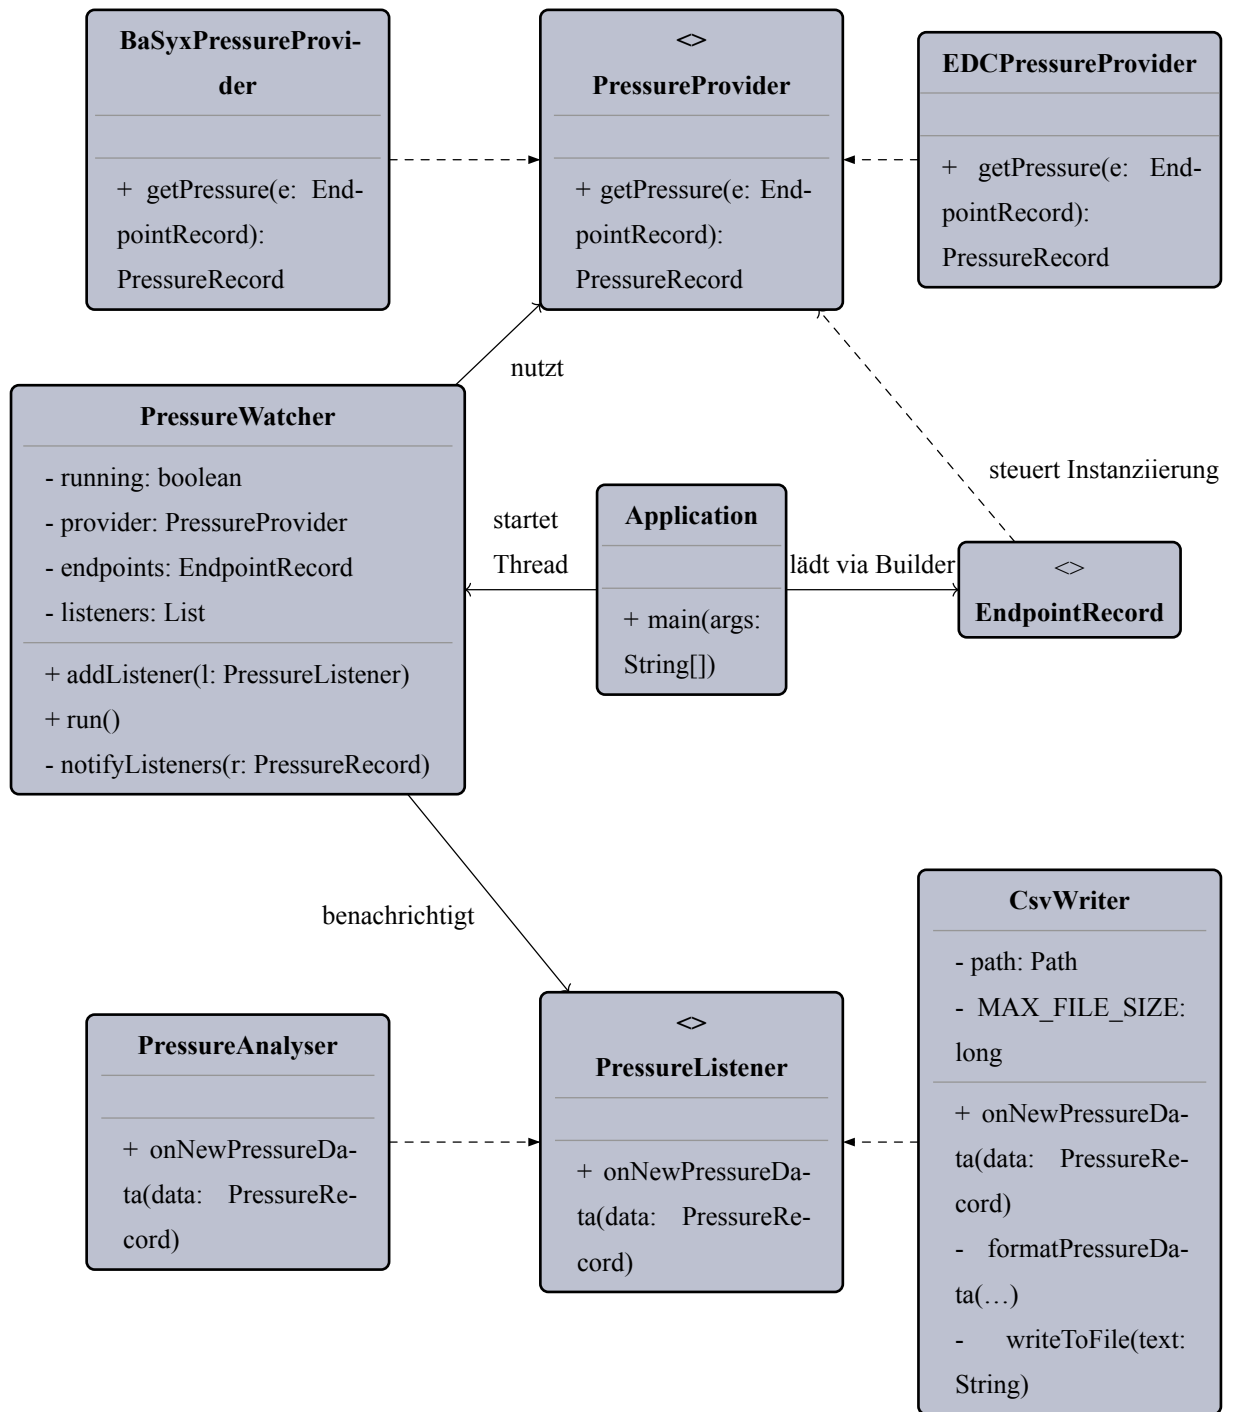 BaSyxPressureProvi-
der
+ getPressure(e: End-
pointRecord):
PressureRecord
<>
PressureProvider
+ getPressure(e: End-
pointRecord):
PressureRecord
EDCPressureProvider
+ getPressure(e: End-
pointRecord):
PressureRecord
nutzt
PressureWatcher
- running: boolean
- provider: PressureProvider
- endpoints: EndpointRecord
- listeners: List
+ addListener(l: PressureListener)
+ run()
- notifyListeners(r: PressureRecord)
startet
Thread
Application
+ main(args:
String[])
lädt via Builder
steuert Instanziierung
<>
EndpointRecord
benachrichtigt
PressureAnalyser
+ onNewPressureDa-
ta(data: PressureRe-
cord)
<>
PressureListener
+ onNewPressureDa-
ta(data: PressureRe-
cord)
CsvWriter
- path: Path
- MAX_FILE_SIZE:
long
+ onNewPressureDa-
ta(data: PressureRe-
cord)
- formatPressureDa-
ta(…)
- writeToFile(text:
String)